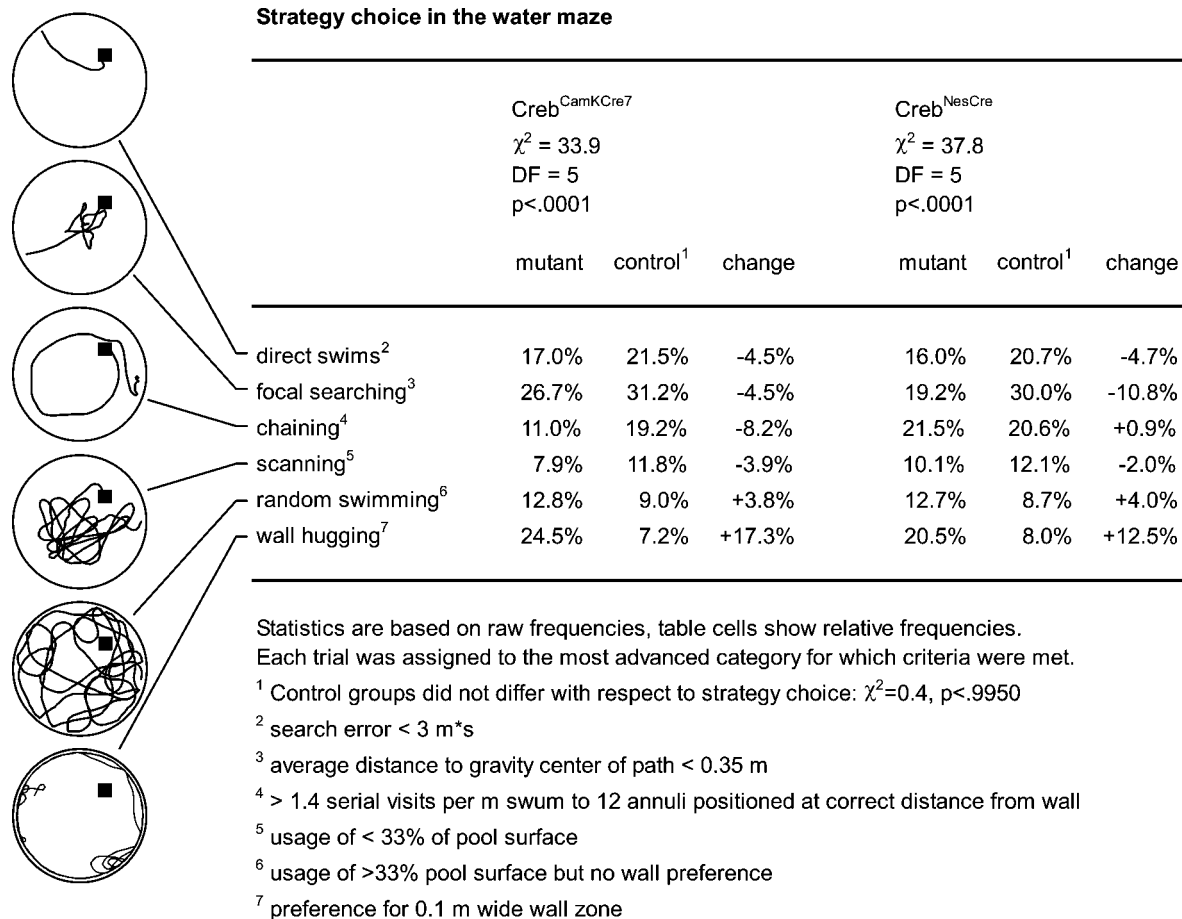 Strategy choice in the water maze
Creb^CamKCre7 Creb^NesCre
χ² = 33.9 χ² = 37.8
DF = 5 DF = 5
p<.0001 p<.0001
mutant control¹ change mutant control¹ change
direct swims² 17.0% 21.5% -4.5% 16.0% 20.7% -4.7%
focal searching³ 26.7% 31.2% -4.5% 19.2% 30.0% -10.8%
chaining⁴ 11.0% 19.2% -8.2% 21.5% 20.6% +0.9%
scanning⁵ 7.9% 11.8% -3.9% 10.1% 12.1% -2.0%
random swimming⁶ 12.8% 9.0% +3.8% 12.7% 8.7% +4.0%
wall hugging⁷ 24.5% 7.2% +17.3% 20.5% 8.0% +12.5%
Statistics are based on raw frequencies, table cells show relative frequencies.
Each trial was assigned to the most advanced category for which criteria were met.
¹ Control groups did not differ with respect to strategy choice: χ²=0.4, p<.9950
² search error < 3 m*s
³ average distance to gravity center of path < 0.35 m
⁴ > 1.4 serial visits per m swum to 12 annuli positioned at correct distance from wall
⁵ usage of < 33% of pool surface
⁶ usage of >33% pool surface but no wall preference
⁷ preference for 0.1 m wide wall zone